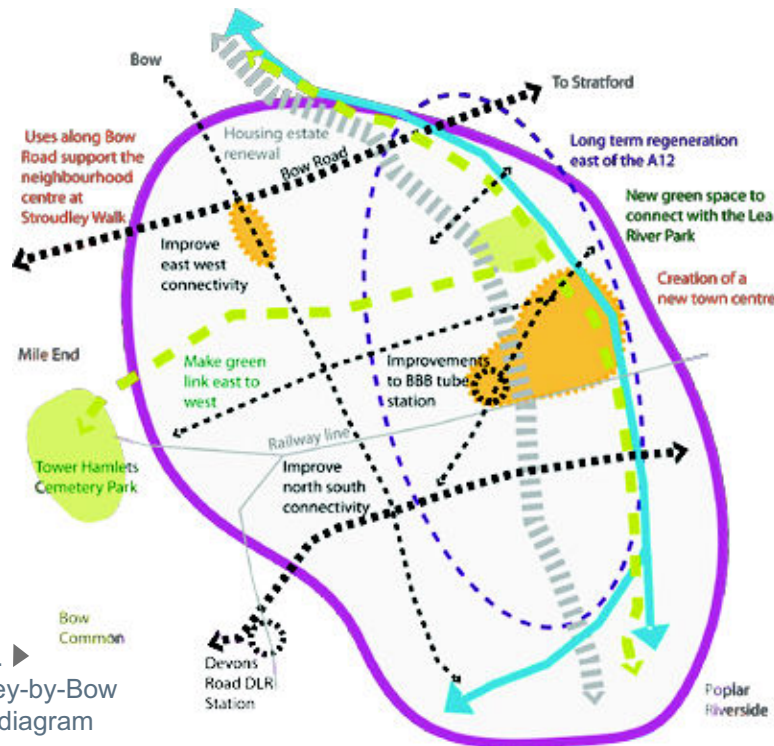 Bow
To Stratford
Housing estate
renewal
Bow Road
Uses along Bow
Road support the
neighbourhood
centre at
Stroudley Walk
Long term regeneration
east of the A12
New green space to
connect with the Lea
River Park
Improve
east west
connectivity
Creation of a
new town centre
Mile End
Make green
link east to
west
Improvements
to BBB tube
station
Railway line
Tower Hamlets
Cemetery Park
Improve
north south
connectivity
Bow
Common
Devons
Road DLR
Station
Poplar
Riverside
ey-by-Bow
diagram